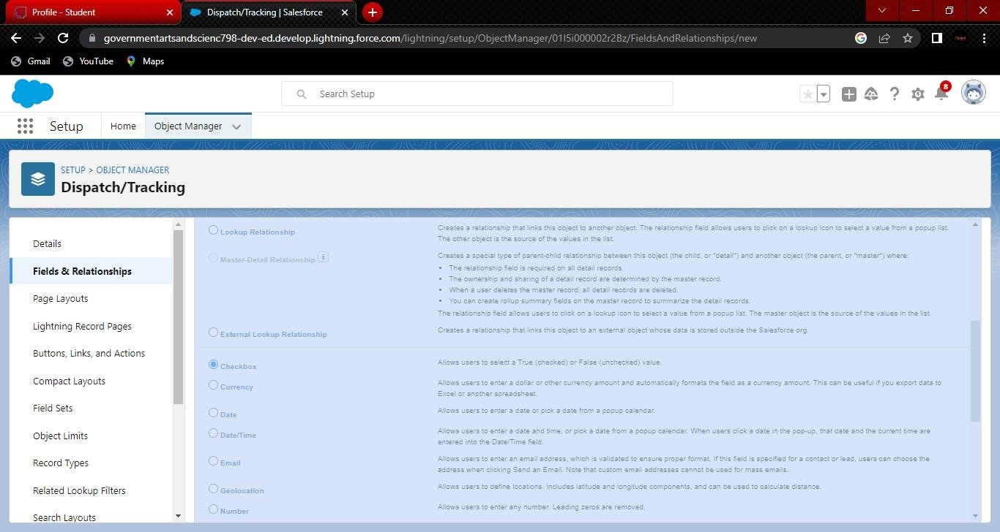 Profile - Student
Dispatch/Tracking | Salesforce
governmentartsandscienc798-dev-ed.develop.lightning.force.com/lightning/setup/ObjectManager/01I5i000002r2Bz/FieldsAndRelationships/new
Gmail
YouTube
Maps
Search Setup
8
Setup
Home
Object Manager
SETUP > OBJECT MANAGER
Dispatch/Tracking
Details
Fields & Relationships
Page Layouts
Lightning Record Pages
Buttons, Links, and Actions
Compact Layouts
Field Sets
Object Limits
Record Types
Related Lookup Filters
Search Layouts
Lookup Relationship
Creates a relationship that links this object to another object. The relationship field allows users to click on a lookup icon to select a value from a popup list.
The other object is the source of the values in the list.
Master-Detail Relationship i
Creates a special type of parent-child relationship between this object (the child, or "detail") and another object (the parent, or "master") where:
• The relationship field is required on all detail records.
• The ownership and sharing of a detail record are determined by the master record.
• When a user deletes the master record, all detail records are deleted.
• You can create rollup summary fields on the master record to summarize the detail records.
The relationship field allows users to click on a lookup icon to select a value from a popup list. The master object is the source of the values in the list.
External Lookup Relationship
Creates a relationship that links this object to an external object whose data is stored outside the Salesforce org.
Checkbox
Allows users to select a True (checked) or False (unchecked) value.
Currency
Allows users to enter a dollar or other currency amount and automatically formats the field as a currency amount. This can be useful if you export data to
Excel or another spreadsheet.
Date
Allows users to enter a date or pick a date from a popup calendar.
Date/Time
Allows users to enter a date and time, or pick a date from a popup calendar. When users click a date in the pop-up, that date and the current time are
entered into the Date/Time field.
Email
Allows users to enter an email address, which is validated to ensure proper format. If this field is specified for a contact or lead, users can choose the
address when clicking Send an Email. Note that custom email addresses cannot be used for mass emails.
Geolocation
Allows users to define locations. Includes latitude and longitude components, and can be used to calculate distance.
Number
Allows users to enter any number. Leading zeros are removed.